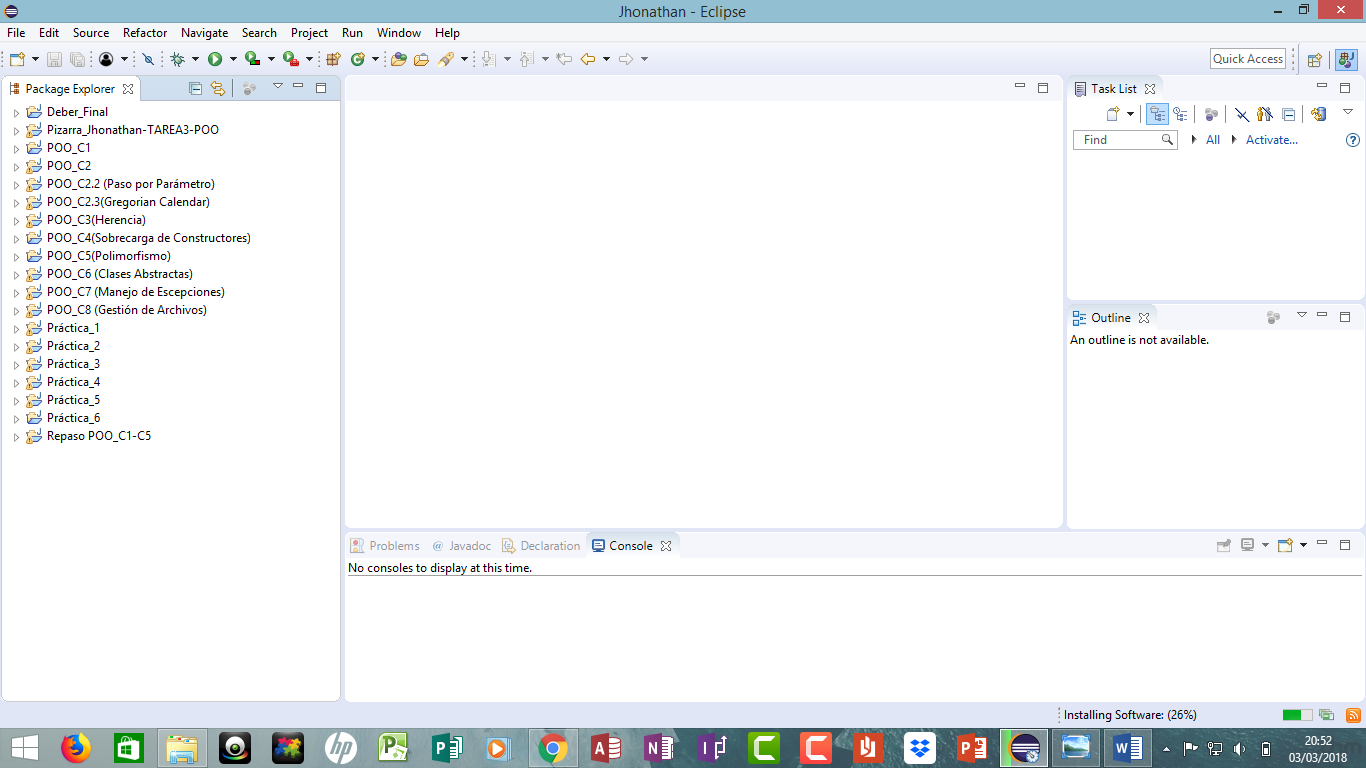 Jhonathan - Eclipse
File Edit Source Refactor Navigate Search Project Run Window Help
Quick Access
Package Explorer
Deber_Final
Pizarra_Jhonathan-TAREA3-POO
POO_C1
POO_C2
POO_C2.2 (Paso por Parámetro)
POO_C2.3(Gregorian Calendar)
POO_C3(Herencia)
POO_C4(Sobrecarga de Constructores)
POO_C5(Polimorfismo)
POO_C6 (Clases Abstractas)
POO_C7 (Manejo de Escepciones)
POO_C8 (Gestión de Archivos)
Práctica_1
Práctica_2
Práctica_3
Práctica_4
Práctica_5
Práctica_6
Repaso POO_C1-C5
Task List
Find All Activate...
Outline
An outline is not available.
Problems @ Javadoc Declaration Console
No consoles to display at this time.
Installing Software: (26%)
20:52
03/03/2018